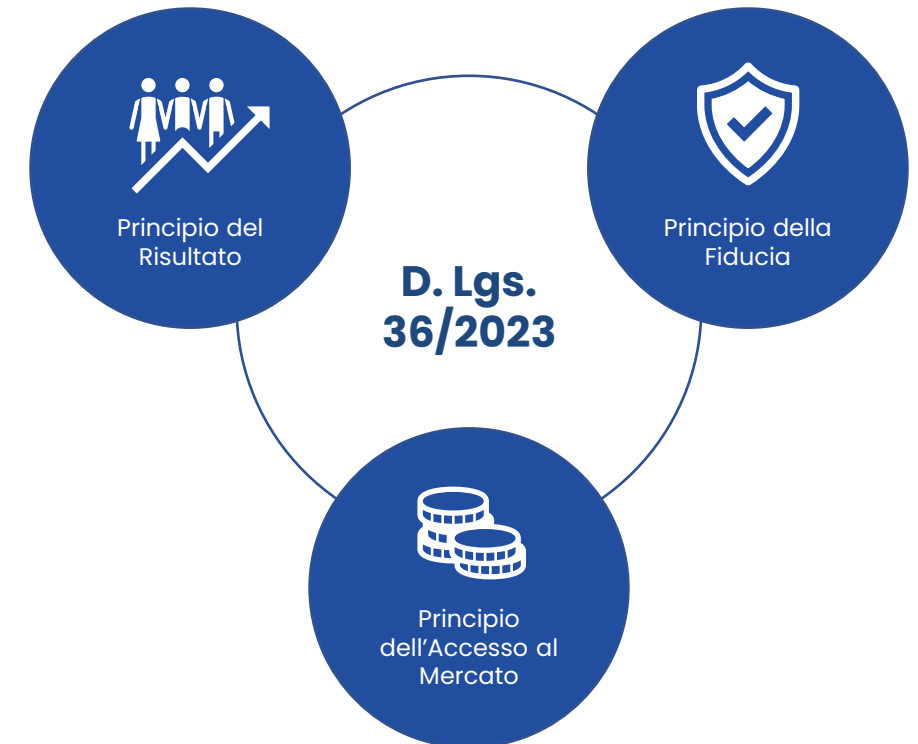 Principio del
Risultato
Principio della
Fiducia
D. Lgs.
36/2023
Principio
dell’Accesso al
Mercato